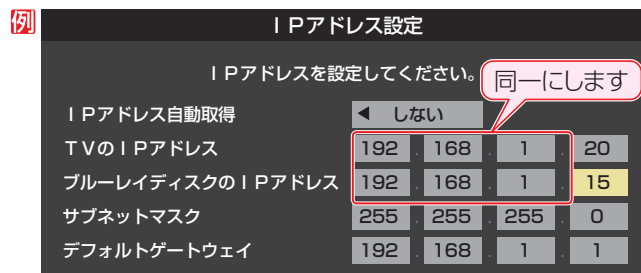 例
IPアドレス設定
IPアドレスを設定してください。
同一にします
IPアドレス自動取得 ◀ しない
TVのIPアドレス 192 . 168 . 1 . 20
ブルーレイディスクのIPアドレス 192 . 168 . 1 . 15
サブネットマスク 255 . 255 . 255 . 0
デフォルトゲートウェイ 192 . 168 . 1 . 1